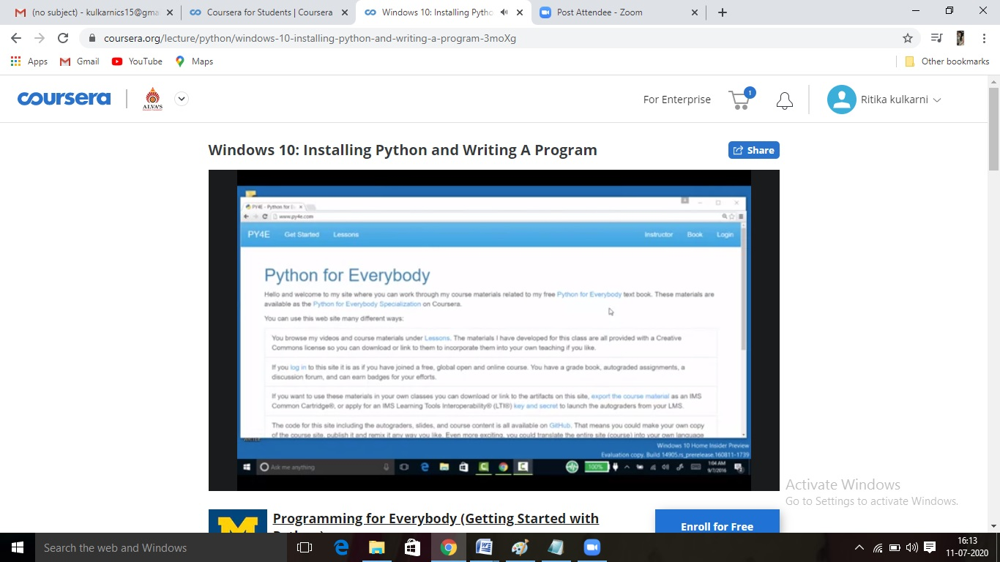 (no subject) - kulkarnics15@gma
Coursera for Students | Coursera
Windows 10: Installing Pytho
Post Attendee - Zoom
coursera.org/lecture/python/windows-10-installing-python-and-writing-a-program-3moXg
Apps Gmail YouTube Maps Other bookmarks
coursera ALVA'S For Enterprise 1 Ritika kulkarni
Windows 10: Installing Python and Writing A Program
Share
PY4E - Python for Ev
www.py4e.com
PY4E Get Started Lessons Instructor Book Login
Python for Everybody
Hello and welcome to my site where you can work through my course materials related to my free Python for Everybody text book. These materials are
available as the Python for Everybody Specialization on Coursera.
You can use this web site many different ways:
You browse my videos and course materials under Lessons. The materials I have developed for this class are all provided with a Creative
Commons license so you can download or link to them to incorporate them into your own teaching if you like.
If you log in to this site it is as if you have joined a free, global open and online course. You have a grade book, autograded assignments, a
discussion forum, and can earn badges for your efforts.
If you want to use these materials in your own classes you can download or link to the artifacts on this site, export the course material as an IMS
Common Cartridge®, or apply for an IMS Learning Tools Interoperability® (LTI®) key and secret to launch the autograders from your LMS.
The code for this site including the autograders, slides, and course content is all available on GitHub. That means you could make your own copy
of the course site, publish it and remix it any way you like. Even more exciting, you could translate the entire site (course) into your own language
Windows 10 Home Insider Preview
Evaluation copy. Build 14905.rs_prerelease.160811-1739
Ask me anything 100% 1:04 AM
9/7/2016
Activate Windows
Go to Settings to activate Windows.
Programming for Everybody (Getting Started with
Enroll for Free
Search the web and Windows
16:13
11-07-2020